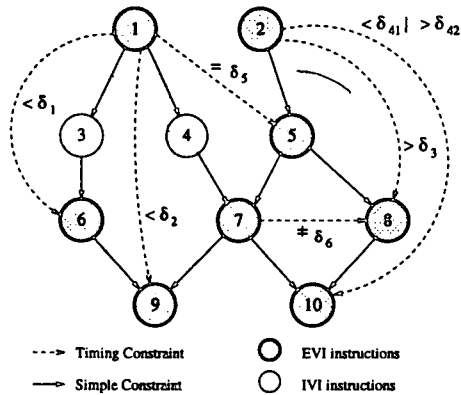 1
2
< δ41 | > δ42
= δ5
< δ1
3
4
5
> δ3
6
< δ2
7
≠ δ6
8
9
10
Timing Constraint
EVI instructions
Simple Constraint
IVI instructions